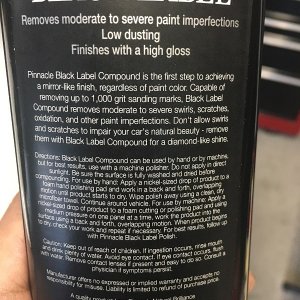 BLACK LABEL
Removes moderate to severe paint imperfections
Low dusting
Finishes with a high gloss
Pinnacle Black Label Compound is the first step to achieving
a mirror-like finish, regardless of paint color. Capable of
removing up to 1,000 grit sanding marks, Black Label
Compound removes moderate to severe swirls, scratches,
oxidation, and other paint imperfections. Don't allow swirls
and scratches to impair your car's natural beauty - remove
them with Black Label Compound for a diamond-like shine.
Directions: Black Label Compound can be used by hand or by machine,
but for best results, use with a machine polisher. Do not apply in direct
sunlight. Be sure the surface is fully washed and dried before
compounding. For use by hand: Apply a nickel-sized drop of product to a
foam hand polishing pad and work in a back and forth, overlapping
motion until product starts to dry. Wipe polish away using a clean, dry
microfiber towel. Continue around vehicle. For use by machine: Apply a
nickel-sized drop of product to a foam cutting or polishing pad and using
medium pressure on one panel at a time, work the product into the
surface using a back and forth, overlapping motion. When product begins
to dry, check your work and repeat if necessary. For best results, follow up
with Pinnacle Black Label Polish.
Caution: Keep out of reach of children. If ingestion occurs, rinse mouth
and drink plenty of water. Avoid eye contact. If eye contact occurs, flush
with water. Remove contact lenses if present and easy to do so. Consult a
physician if symptoms persist.
Manufacturer offers no expressed or implied warranty and accepts no
responsibility for misuse. Liability is limited to refund of purchase price.
A quality product Natural Brilliance